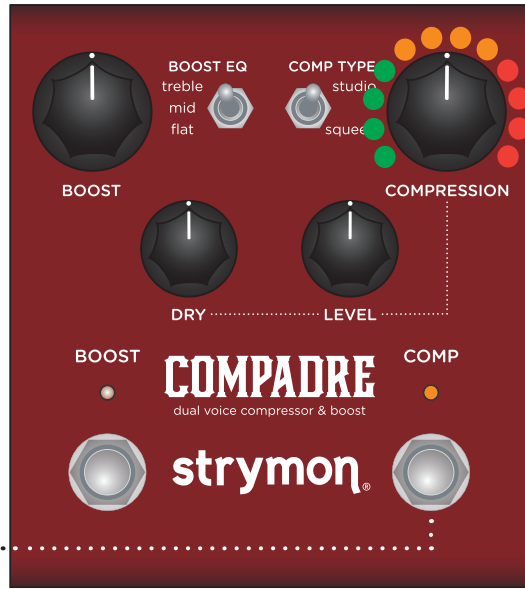 BOOST EQ
treble
mid
flat
COMP TYPE
studio
BOOST
COMPRESSION
DRY
LEVEL
BOOST
COMP
COMPADRE
dual voice compressor & boost
strymon®